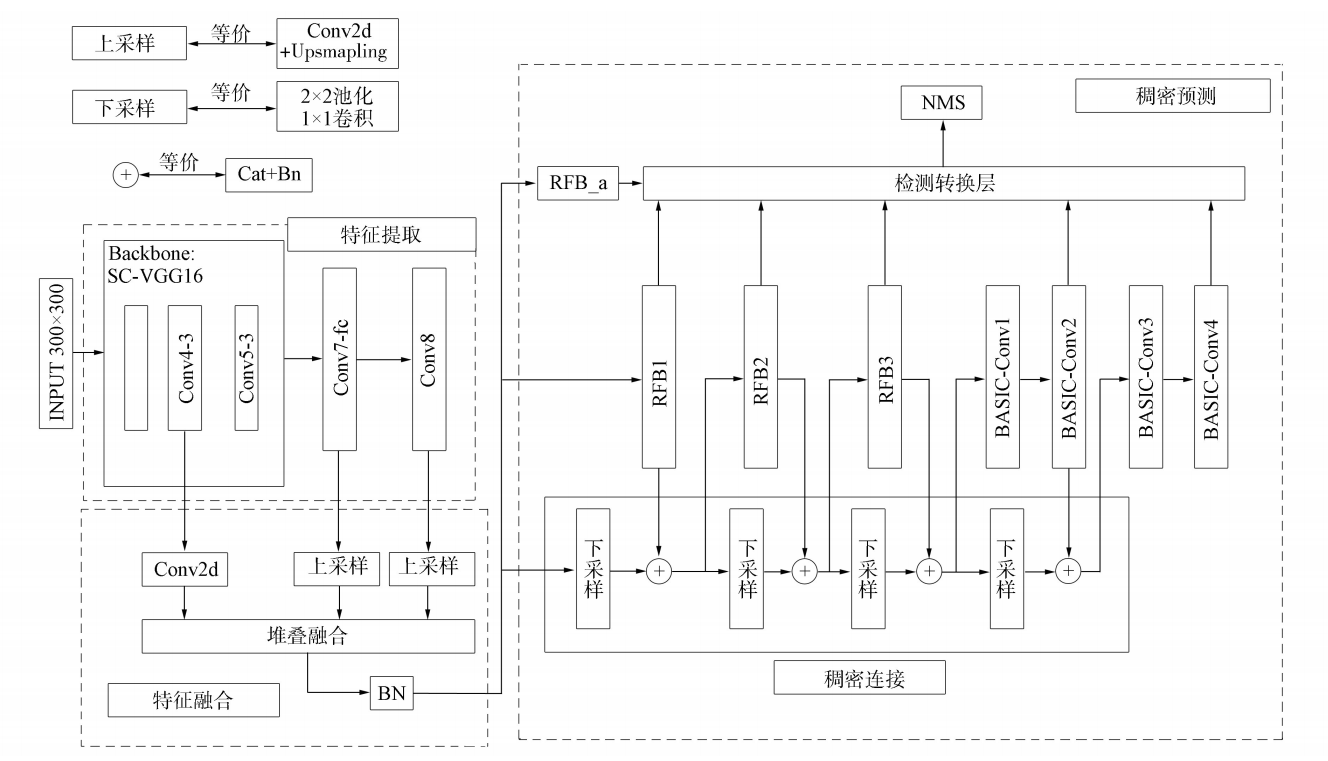 上采样
等价
Conv2d
+Upsmapling
下采样
等价
2×2池化
1×1卷积
+
等价
Cat+Bn
特征提取
Backbone:
SC-VGG16
INPUT 300×300
Conv4-3
Conv5-3
Conv7-fc
Conv8
Conv2d
上采样
上采样
堆叠融合
BN
特征融合
稠密预测
NMS
RFB_a
检测转换层
RFB1
RFB2
RFB3
BASIC-Conv1
BASIC-Conv2
BASIC-Conv3
BASIC-Conv4
下采样
+
下采样
+
下采样
+
下采样
+
稠密连接